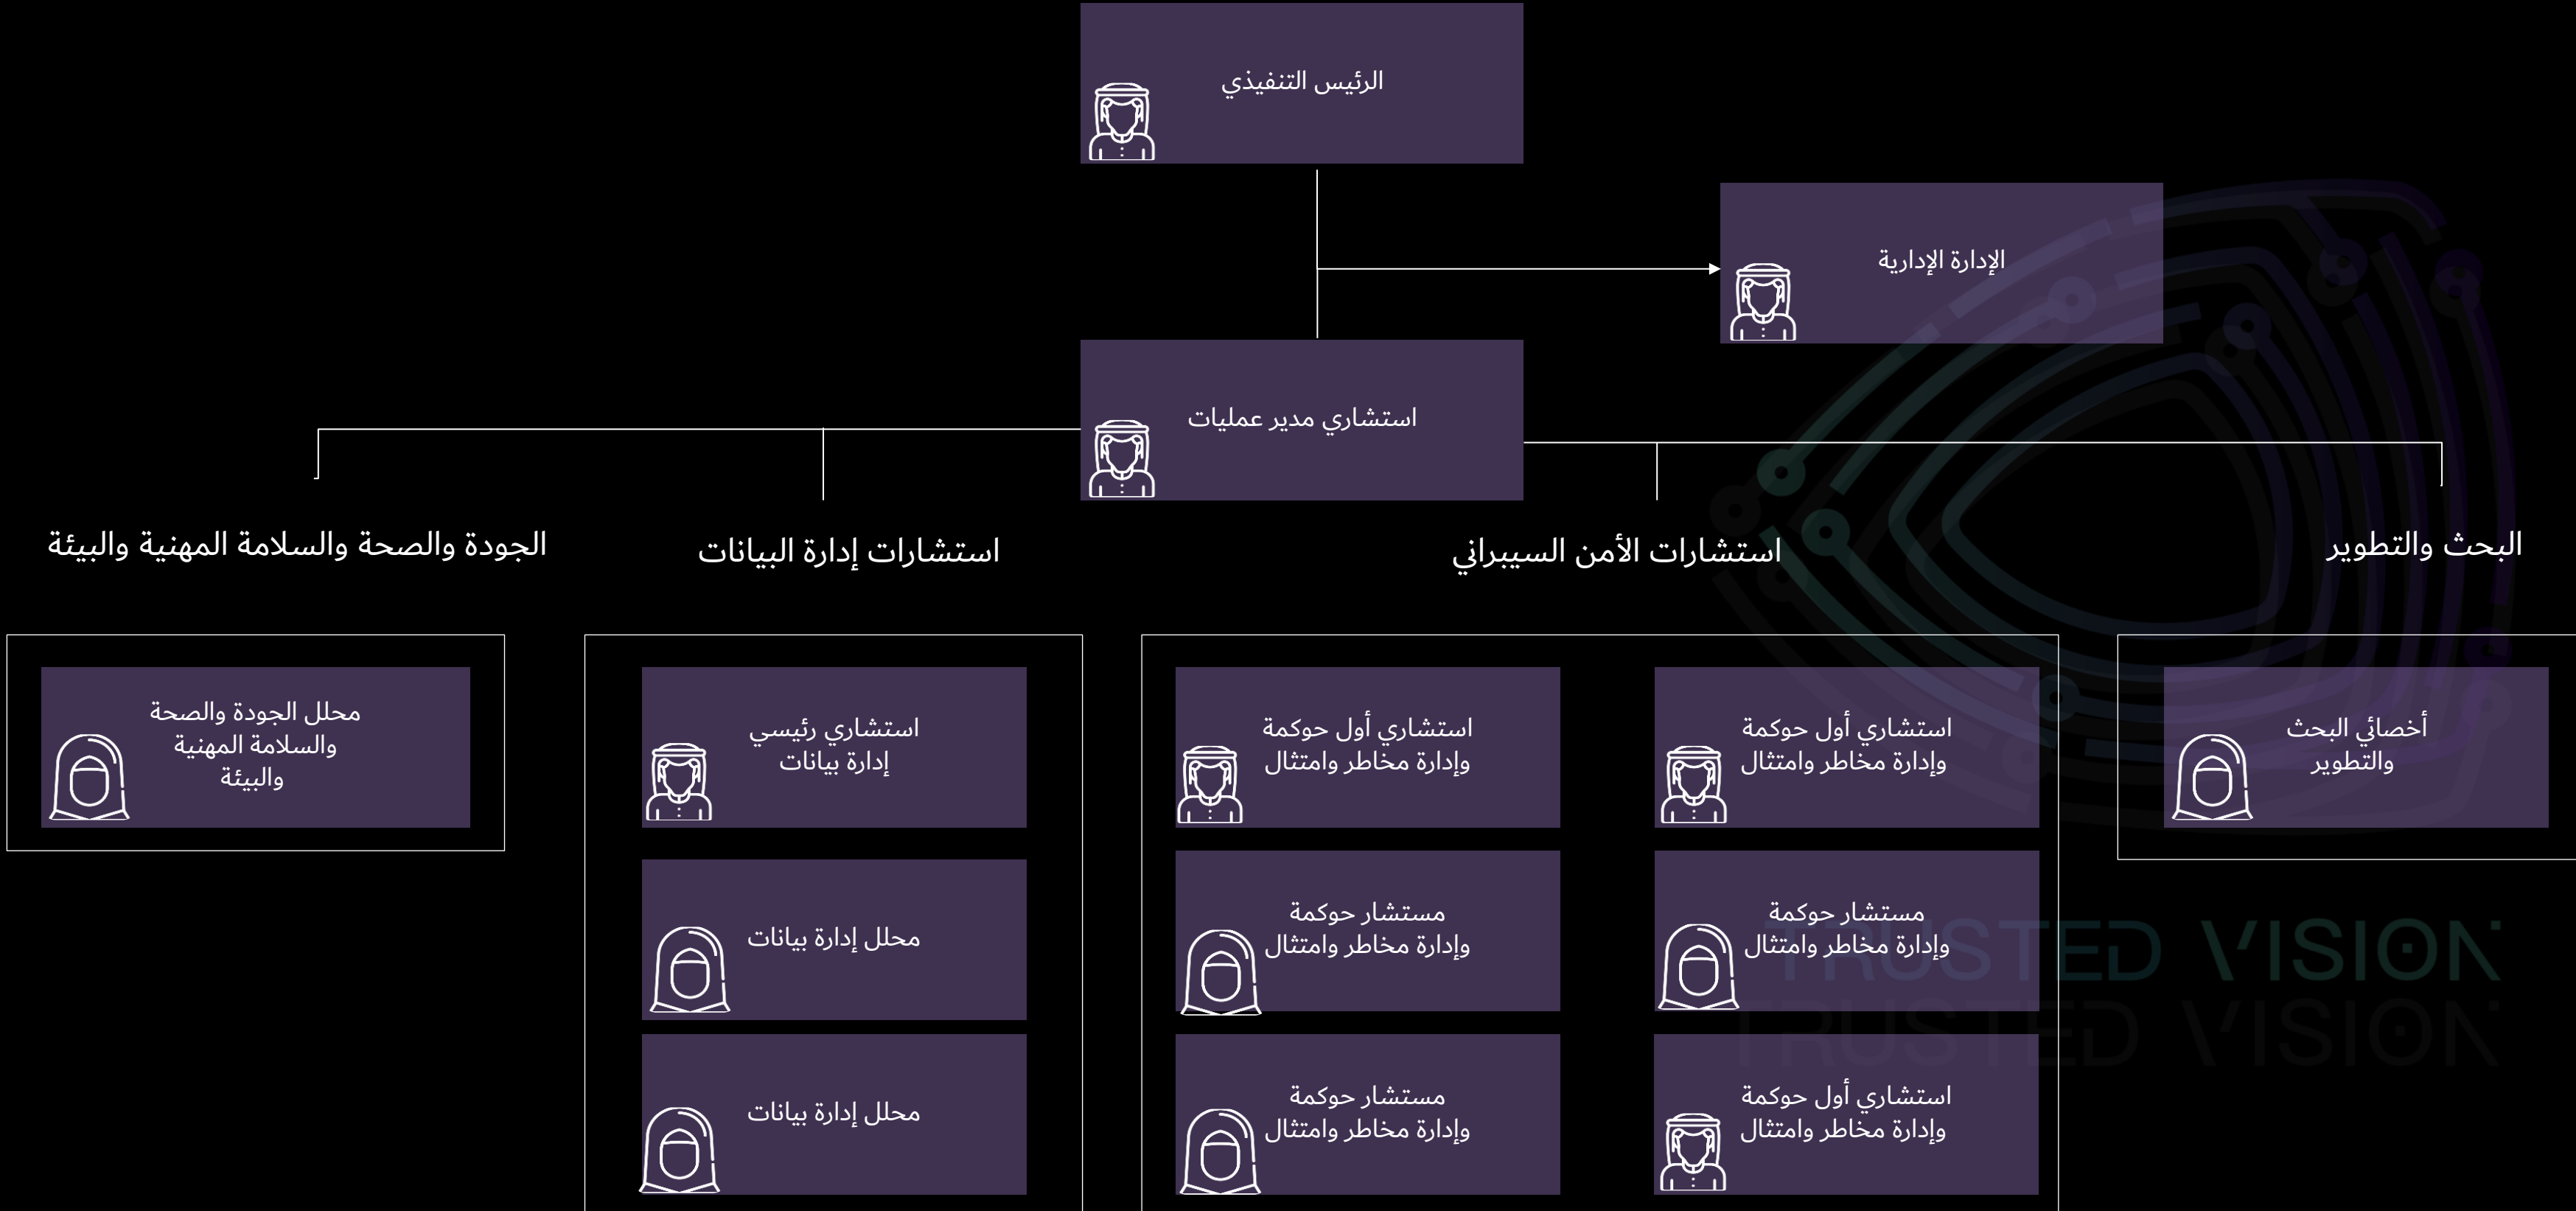 الرئيس التنفيذي
الإدارة الإدارية
استشاري مدير عمليات
البحث والتطوير
استشارات الأمن السيبراني
استشارات إدارة البيانات
الجودة والصحة والسلامة المهنية والبيئة
أخصائي البحث
والتطوير
استشاري أول حوكمة
وإدارة مخاطر وامتثال
استشاري أول حوكمة
وإدارة مخاطر وامتثال
استشاري رئيسي
إدارة بيانات
محلل الجودة والصحة
والسلامة المهنية
والبيئة
مستشار حوكمة
وإدارة مخاطر وامتثال
مستشار حوكمة
وإدارة مخاطر وامتثال
محلل إدارة بيانات
استشاري أول حوكمة
وإدارة مخاطر وامتثال
مستشار حوكمة
وإدارة مخاطر وامتثال
محلل إدارة بيانات
TRUSTED VISION
TRUSTED VISION